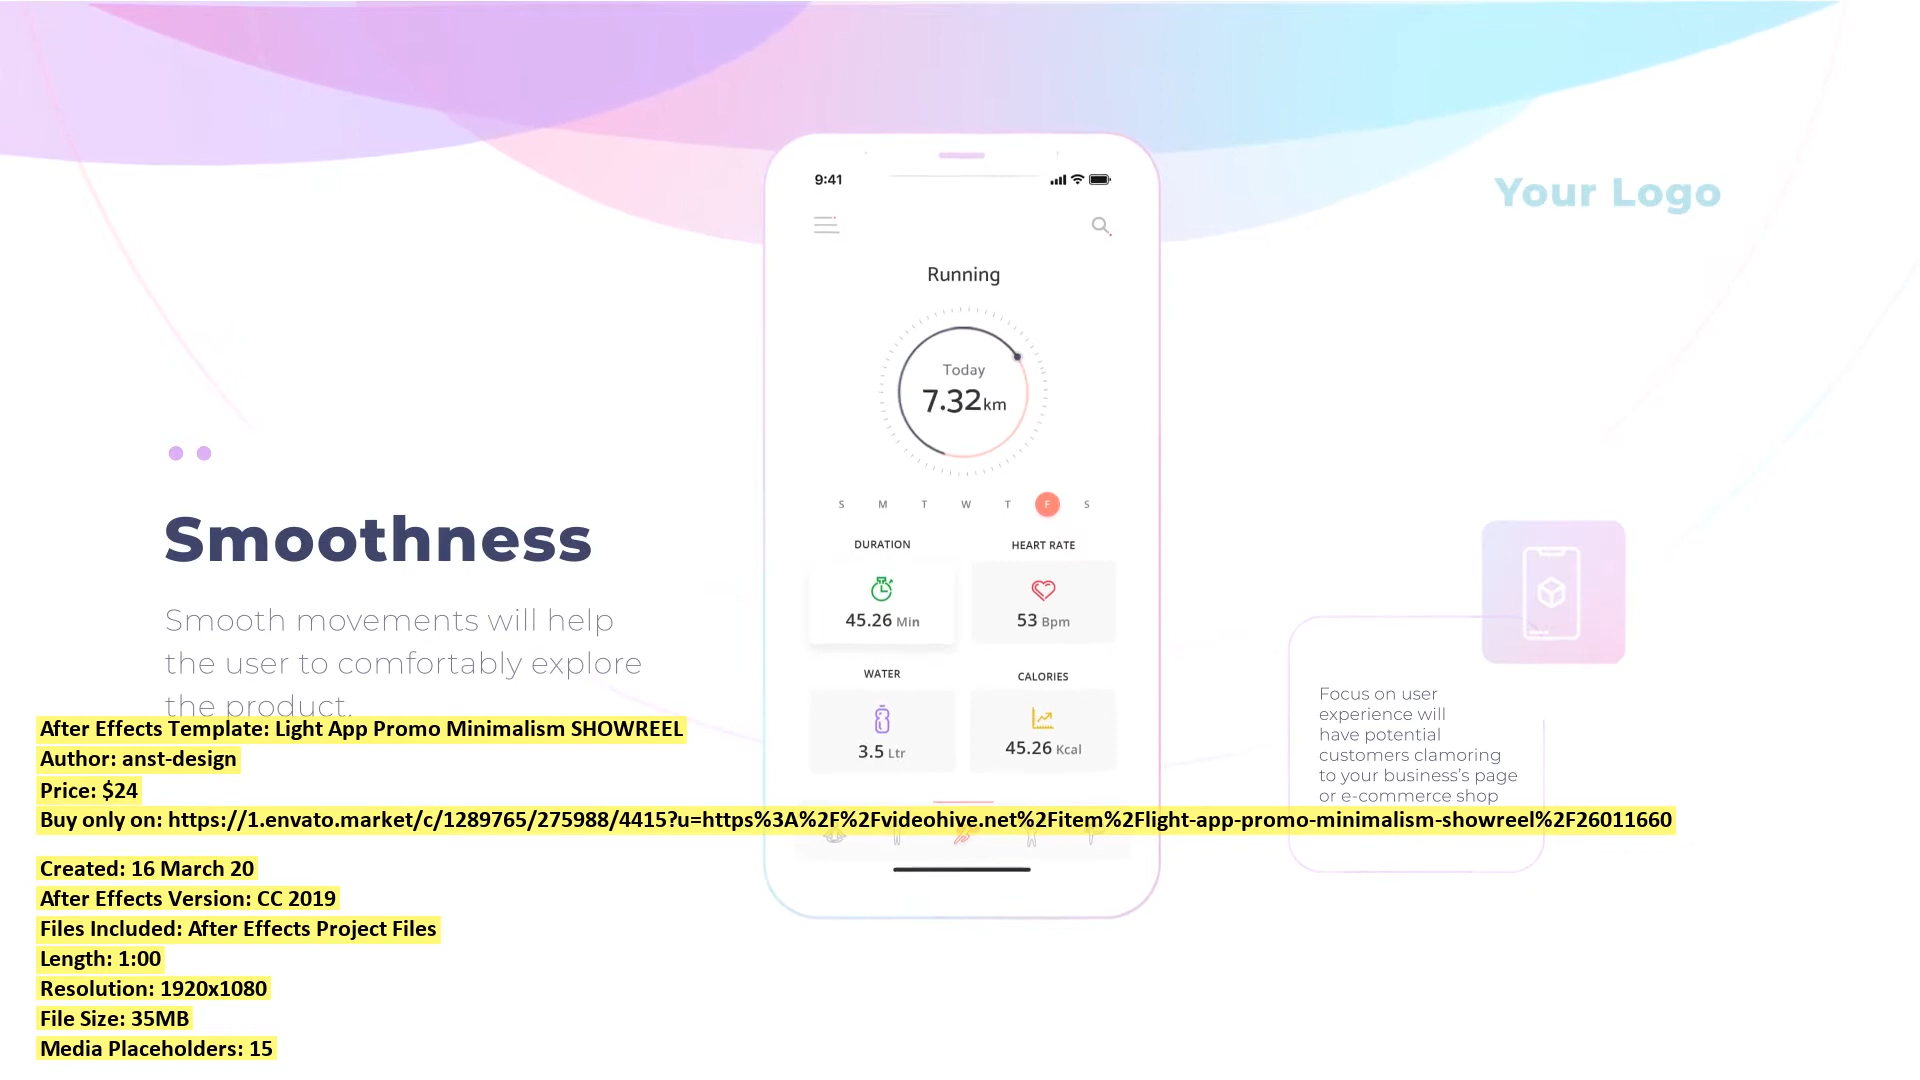 Your Logo
9:41
Running
Today
7.32km
S M T W T F S
DURATION
45.26 Min
HEART RATE
53 Bpm
WATER
3.5 Ltr
CALORIES
45.26 Kcal
Smoothness
Smooth movements will help
the user to comfortably explore
the product.
Focus on user
experience will
have potential
customers clamoring
to your business's page
or e-commerce shop
After Effects Template: Light App Promo Minimalism SHOWREEL
Author: anst-design
Price: $24
Buy only on: https://1.envato.market/c/1289765/275988/4415?u=https%3A%2F%2Fvideohive.net%2Fitem%2Flight-app-promo-minimalism-showreel%2F26011660
Created: 16 March 20
After Effects Version: CC 2019
Files Included: After Effects Project Files
Length: 1:00
Resolution: 1920x1080
File Size: 35MB
Media Placeholders: 15